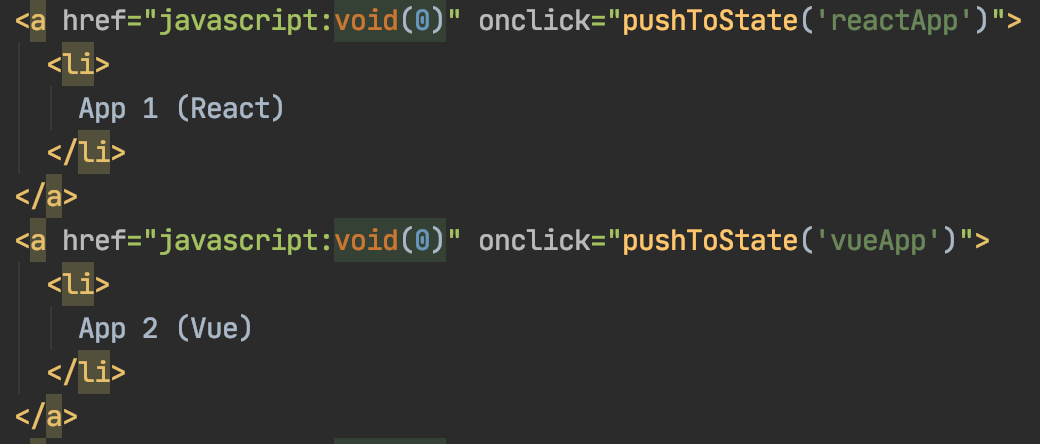 <a href="javascript:void(0)" onclick="pushToState('reactApp')">
<li>
App 1 (React)
</li>
</a>
<a href="javascript:void(0)" onclick="pushToState('vueApp')">
<li>
App 2 (Vue)
</li>
</a>